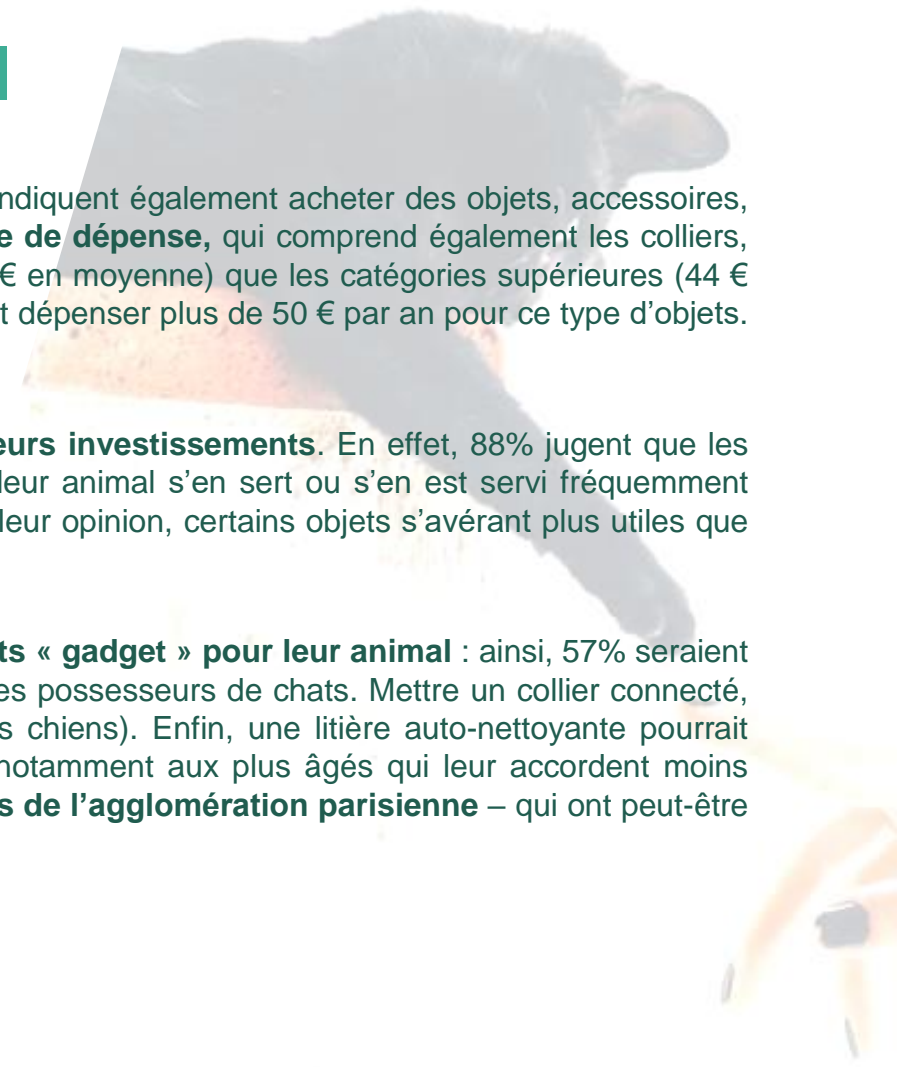 ndiquent également acheter des objets, accessoires,
e de dépense, qui comprend également les colliers,
€ en moyenne) que les catégories supérieures (44 €
t dépenser plus de 50 € par an pour ce type d'objets.
eurs investissements. En effet, 88% jugent que les
leur animal s'en sert ou s'en est servi fréquemment
leur opinion, certains objets s'avérant plus utiles que
ts « gadget » pour leur animal : ainsi, 57% seraient
es possesseurs de chats. Mettre un collier connecté,
s chiens). Enfin, une litière auto-nettoyante pourrait
notamment aux plus âgés qui leur accordent moins
s de l'agglomération parisienne – qui ont peut-être